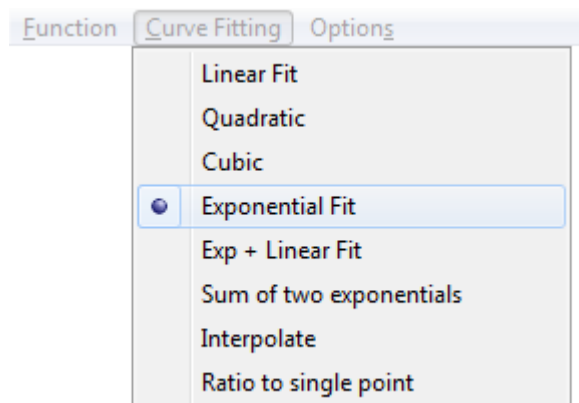 Function Curve Fitting Options
Linear Fit
Quadratic
Cubic
Exponential Fit
Exp + Linear Fit
Sum of two exponentials
Interpolate
Ratio to single point